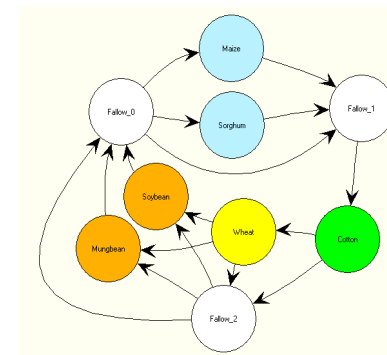 Maize
Fallow_0
Fallow_1
Sorghum
Soybean
Wheat
Cotton
Mungbean
Fallow_2